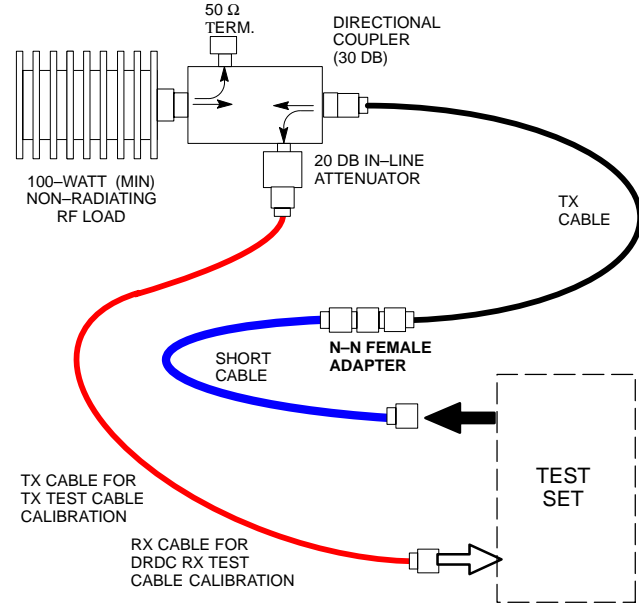 50 Ω
TERM.
DIRECTIONAL
COUPLER
(30 DB)
100–WATT (MIN)
NON–RADIATING
RF LOAD
20 DB IN–LINE
ATTENUATOR
TX
CABLE
N–N FEMALE
ADAPTER
SHORT
CABLE
TEST
SET
TX CABLE FOR
TX TEST CABLE
CALIBRATION
RX CABLE FOR
DRDC RX TEST
CABLE CALIBRATION